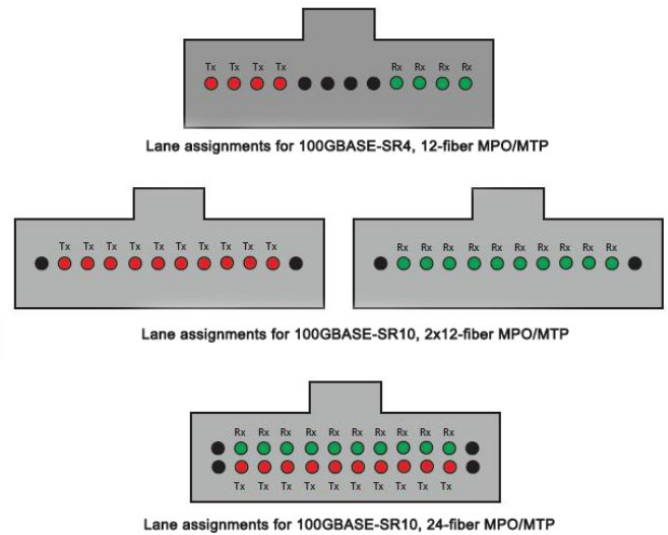 Tx Tx Tx Tx Rx Rx Rx Rx
Lane assignments for 100GBASE-SR4, 12-fiber MPO/MTP
Tx Tx Tx Tx Tx Tx Tx Tx Tx Tx
Rx Rx Rx Rx Rx Rx Rx Rx Rx Rx
Lane assignments for 100GBASE-SR10, 2x12-fiber MPO/MTP
Rx Rx Rx Rx Rx Rx Rx Rx Rx Rx
Tx Tx Tx Tx Tx Tx Tx Tx Tx Tx
Lane assignments for 100GBASE-SR10, 24-fiber MPO/MTP